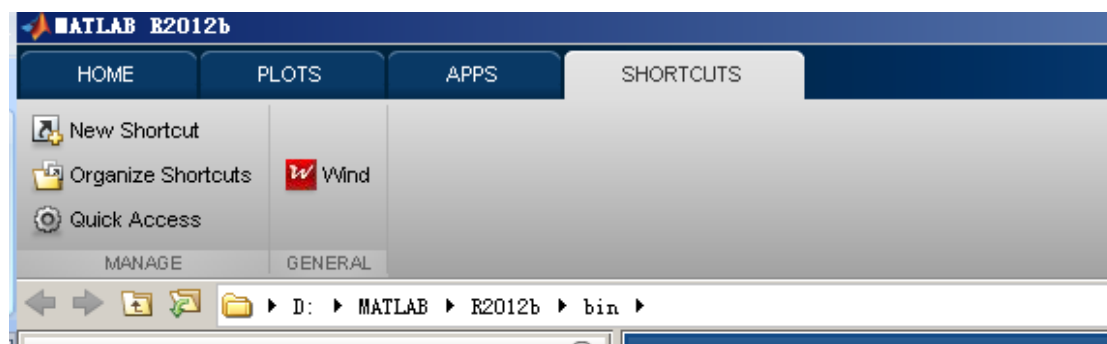 MATLAB R2012b
HOME PLOTS APPS SHORTCUTS
New Shortcut
Organize Shortcuts
Quick Access
MANAGE
W Wind
GENERAL
D: MATLAB R2012b bin